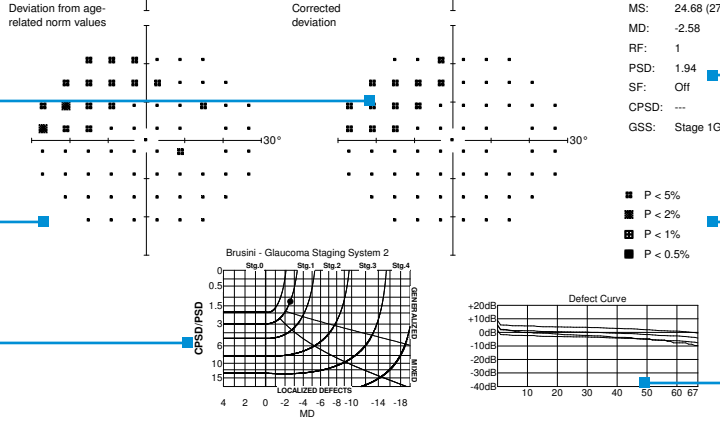 Deviation from age-
related norm values
Corrected
deviation
MS: 24.68 (27
MD: -2.58
RF: 1
PSD: 1.94
SF: Off
CPSD: ---
GSS: Stage 1G
30°
30°
P < 5%
P < 2%
P < 1%
P < 0.5%
Brusini - Glaucoma Staging System 2
Stg.0 Stg.1 Stg.2 Stg.3 Stg.4
0
0.5
1.5
3
6
10
15
CPSD/PSD
GENERALIZED
MIXED
LOCALIZED DEFECTS
4 2 0 -2 -4 -6 -8 -10 -14 -18
MD
Defect Curve
+20dB
+10dB
0dB
-10dB
-20dB
-30dB
-40dB
10 20 30 40 50 60 67